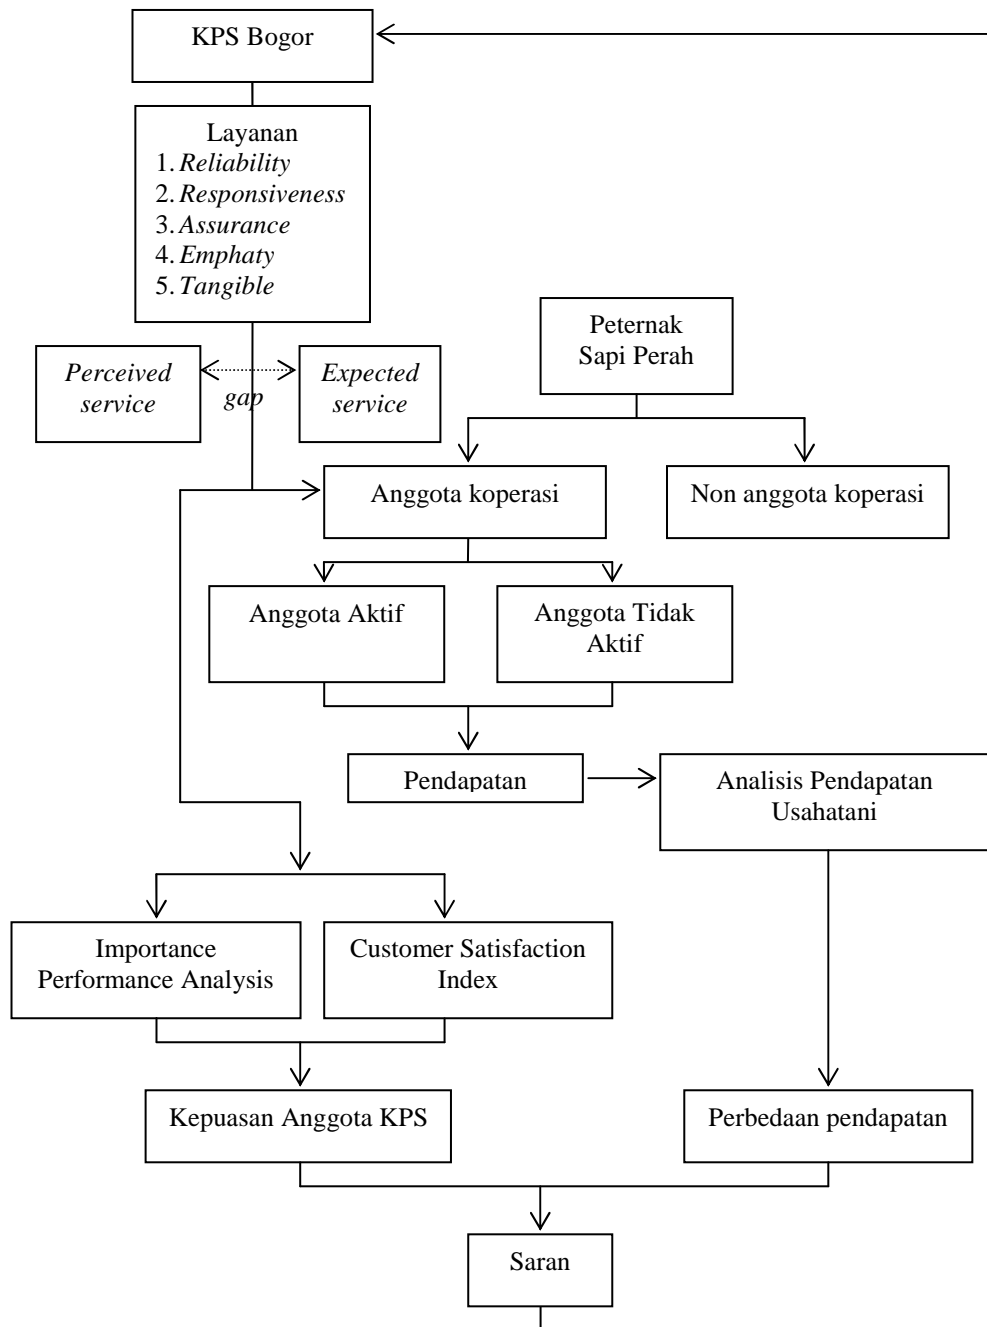 KPS Bogor
Layanan
1. Reliability
2. Responsiveness
3. Assurance
4. Emphaty
5. Tangible
Peternak
Sapi Perah
Perceived
service
gap
Expected
service
Anggota koperasi
Non anggota koperasi
Anggota Aktif
Anggota Tidak
Aktif
Pendapatan
Analisis Pendapatan
Usahatani
Importance
Performance Analysis
Customer Satisfaction
Index
Kepuasan Anggota KPS
Perbedaan pendapatan
Saran